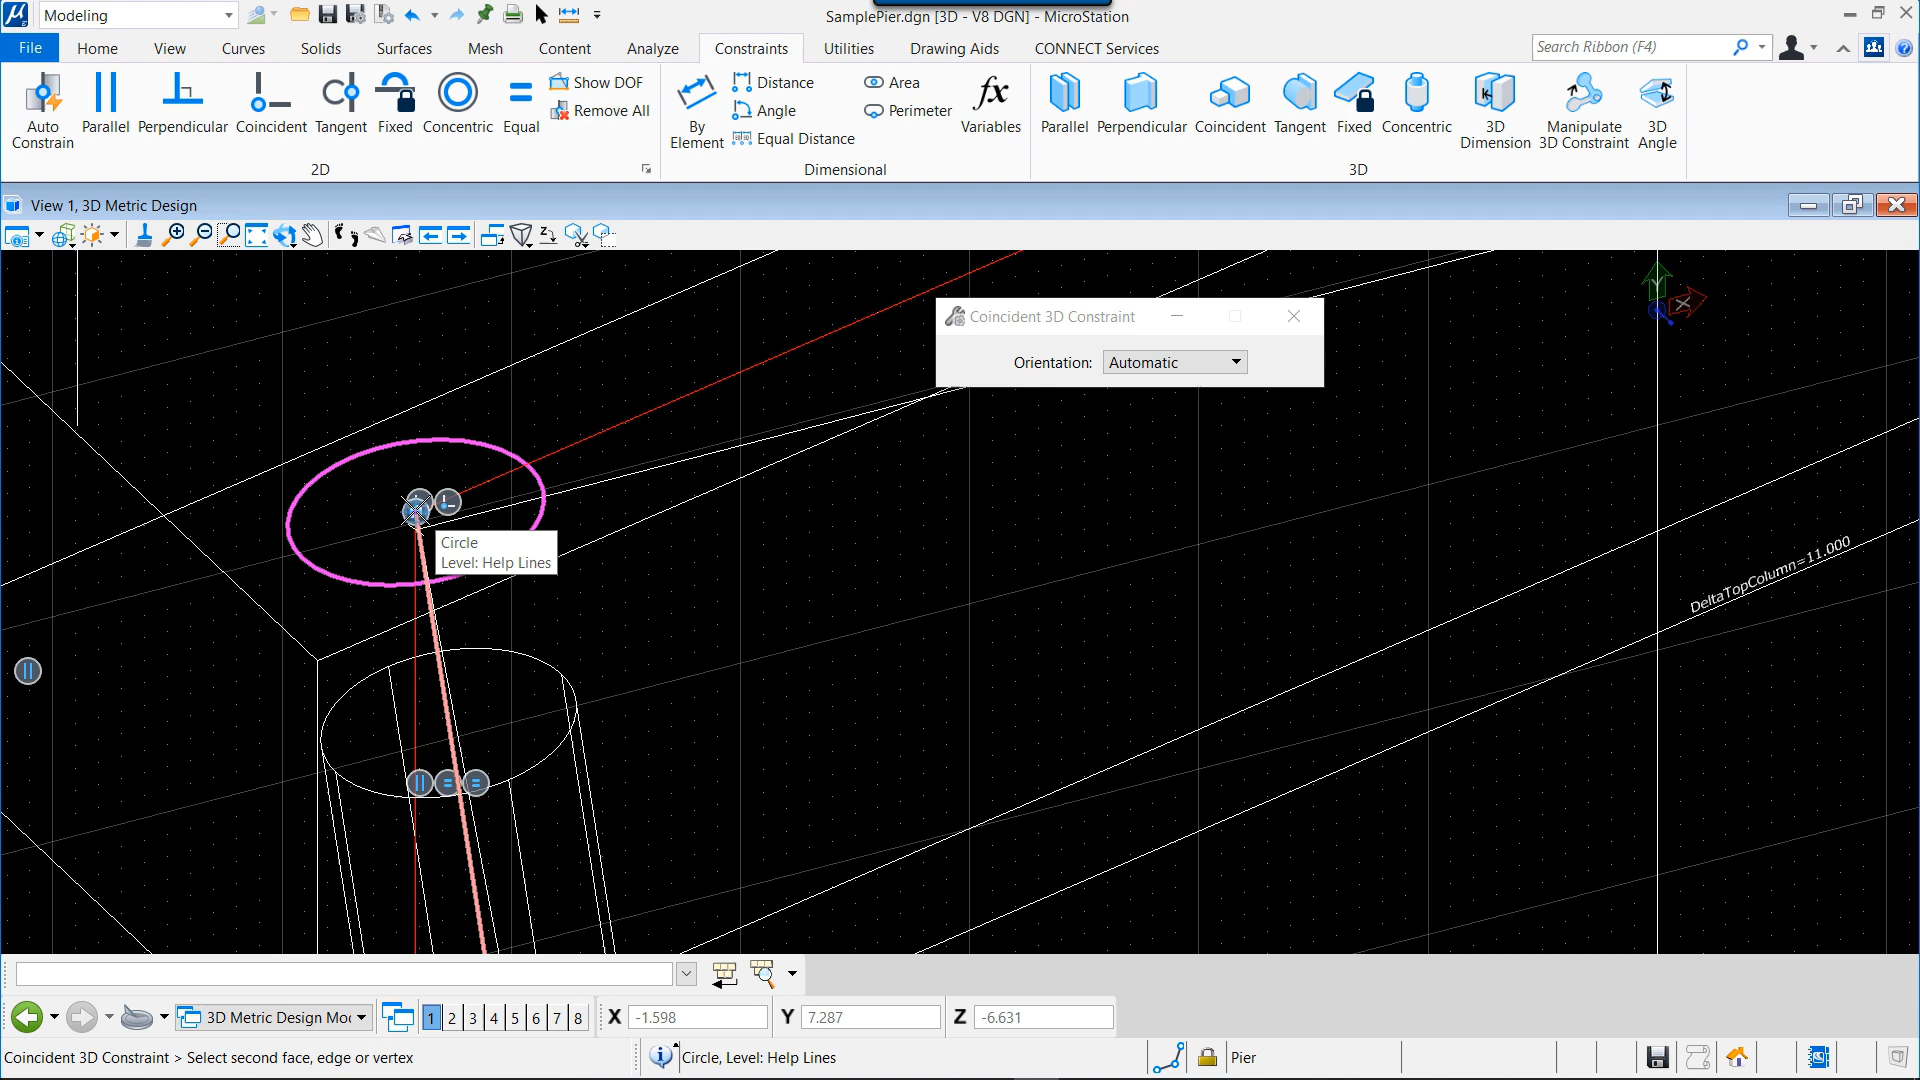 Modeling
SamplePier.dgn [3D - V8 DGN] - MicroStation
File Home View Curves Solids Surfaces Mesh Content Analyze Constraints Utilities Drawing Aids CONNECT Services
Search Ribbon (F4)
Auto Constrain
Parallel
Perpendicular
Coincident
Tangent
Fixed
Concentric
Equal
Show DOF
Remove All
2D
By Element
Distance
Angle
Equal Distance
Area
Perimeter
fx
Variables
Dimensional
Parallel
Perpendicular
Coincident
Tangent
Fixed
Concentric
3D Dimension
Manipulate 3D Constraint
3D Angle
3D
View 1, 3D Metric Design
Y
X
Coincident 3D Constraint
Orientation: Automatic
Circle
Level: Help Lines
DeltaTopColumn=11.000
3D Metric Design Moc
1 2 3 4 5 6 7 8
X -1.598 Y 7.287 Z -6.631
Coincident 3D Constraint > Select second face, edge or vertex
Circle, Level: Help Lines
Pier